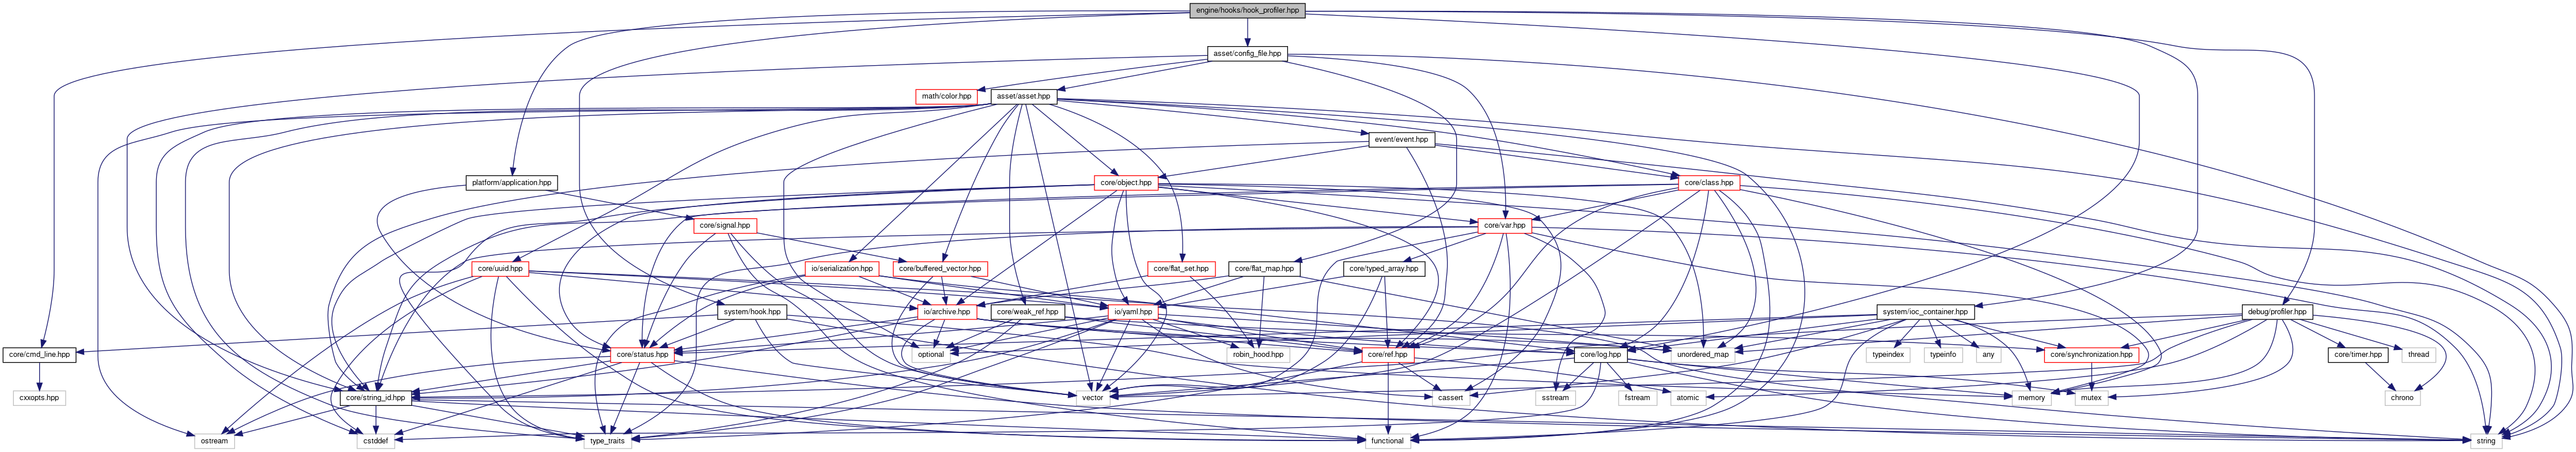 engine/hooks/hook_profiler.hpp
asset/config_file.hpp
math/color.hpp
asset/asset.hpp
event/event.hpp
platform/application.hpp
core/object.hpp
core/class.hpp
core/signal.hpp
core/var.hpp
core/uuid.hpp
io/serialization.hpp
core/buffered_vector.hpp
core/flat_set.hpp
core/flat_map.hpp
core/typed_array.hpp
system/hook.hpp
io/archive.hpp
core/weak_ref.hpp
io/yaml.hpp
system/ioc_container.hpp
debug/profiler.hpp
core/cmd_line.hpp
core/status.hpp
optional
robin_hood.hpp
core/ref.hpp
core/log.hpp
unordered_map
typeindex
typeinfo
any
core/synchronization.hpp
core/timer.hpp
thread
cxxopts.hpp
core/string_id.hpp
vector
cassert
sstream
fstream
atomic
memory
mutex
chrono
ostream
cstddef
type_traits
functional
string